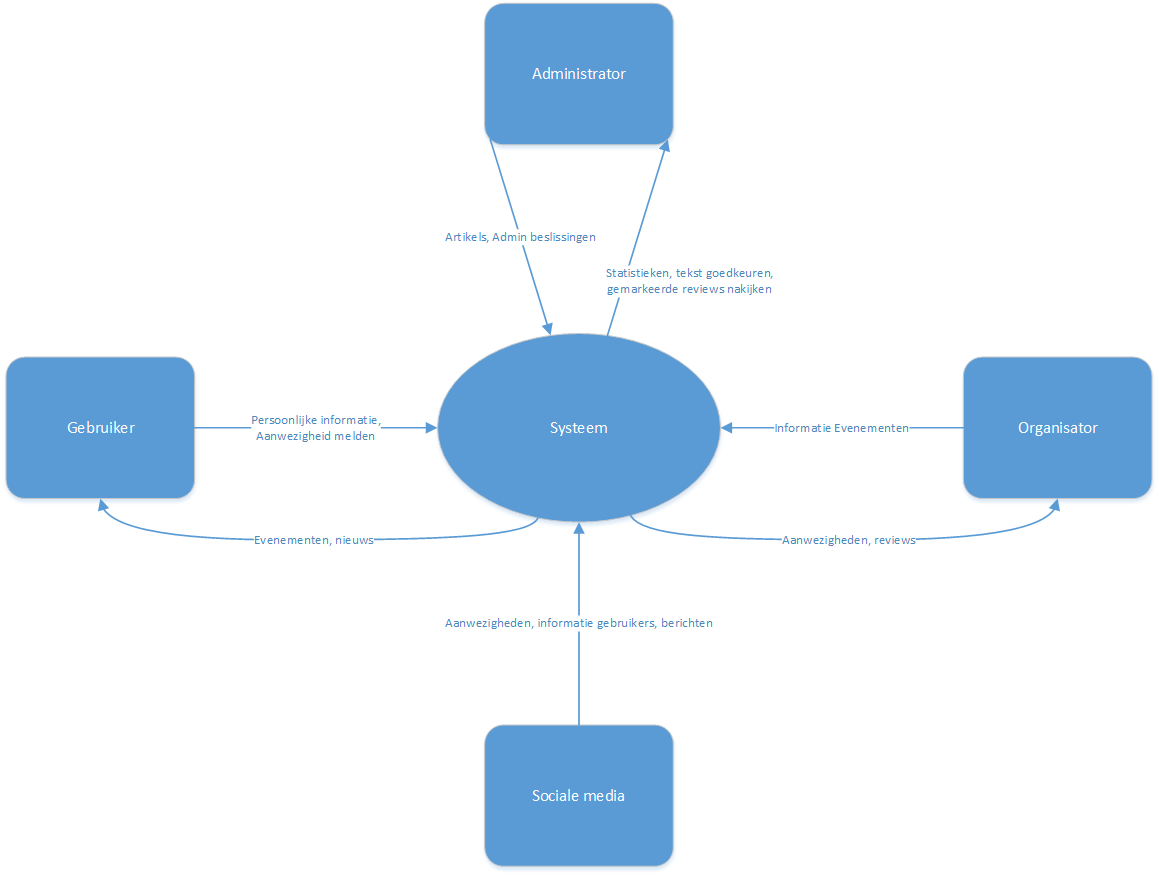 Administrator
Artikels, Admin beslissingen
Statistieken, tekst goedkeuren,
gemarkeerde reviews nakijken
Gebruiker
Persoonlijke informatie,
Aanwezigheid melden
Systeem
Informatie Evenementen
Organisator
Evenementen, nieuws
Aanwezigheden, reviews
Aanwezigheden, informatie gebruikers, berichten
Sociale media